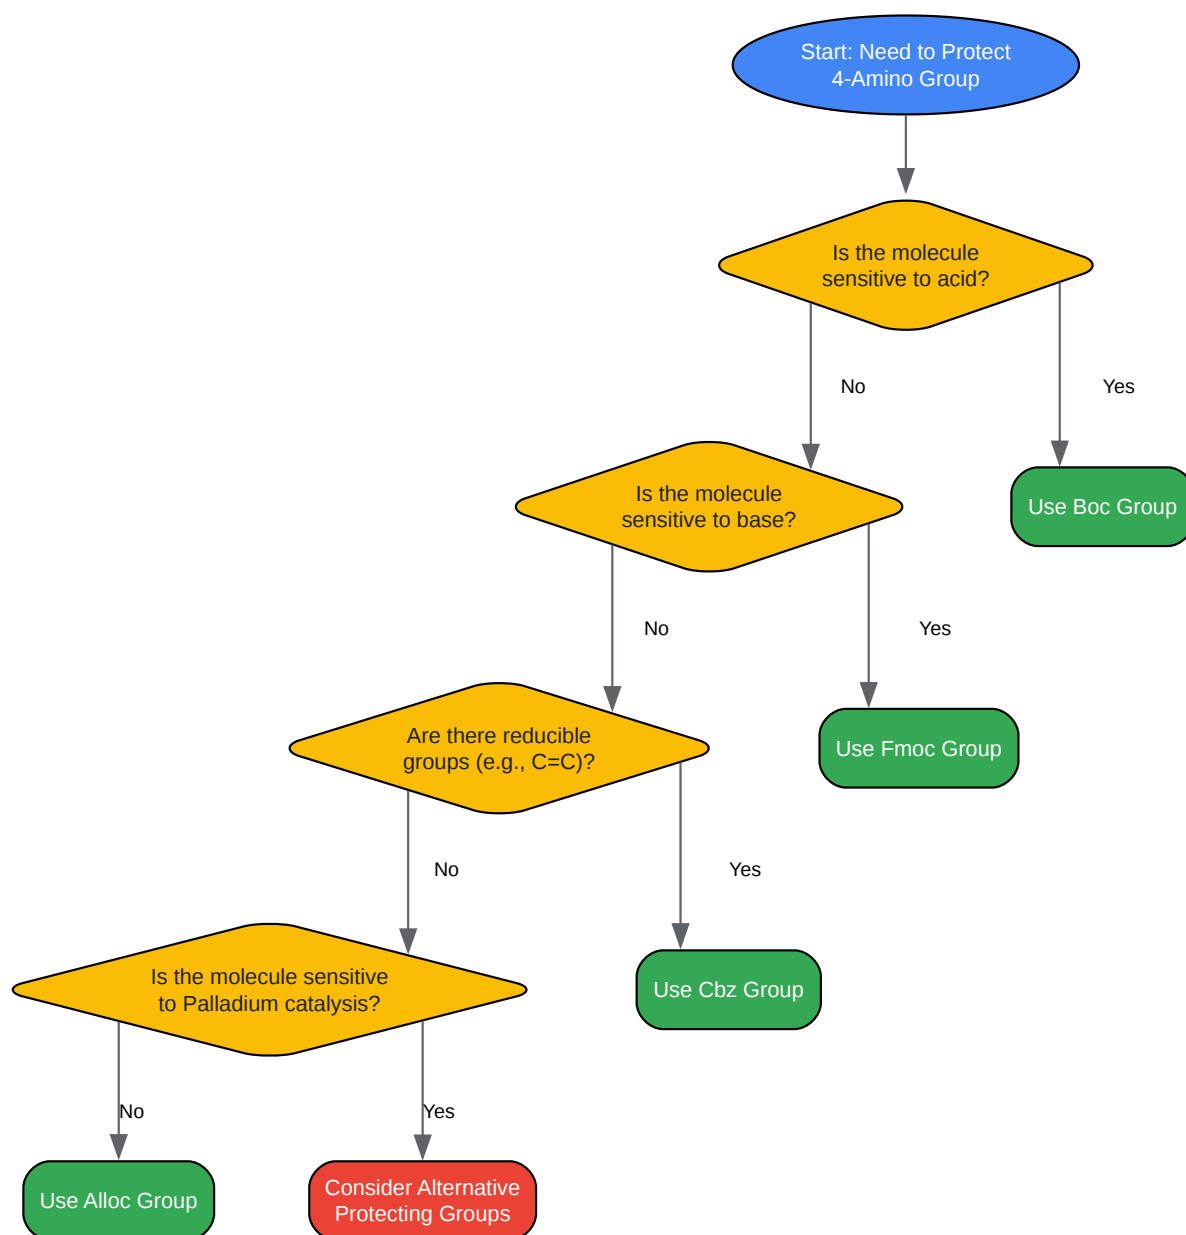 Start: Need to Protect
4-Amino Group
Is the molecule
sensitive to acid?
No
Yes
Is the molecule
sensitive to base?
Use Boc Group
No
Yes
Are there reducible
groups (e.g., C=C)?
Use Fmoc Group
No
Yes
Is the molecule sensitive
to Palladium catalysis?
Use Cbz Group
No
Yes
Use Alloc Group
Consider Alternative
Protecting Groups